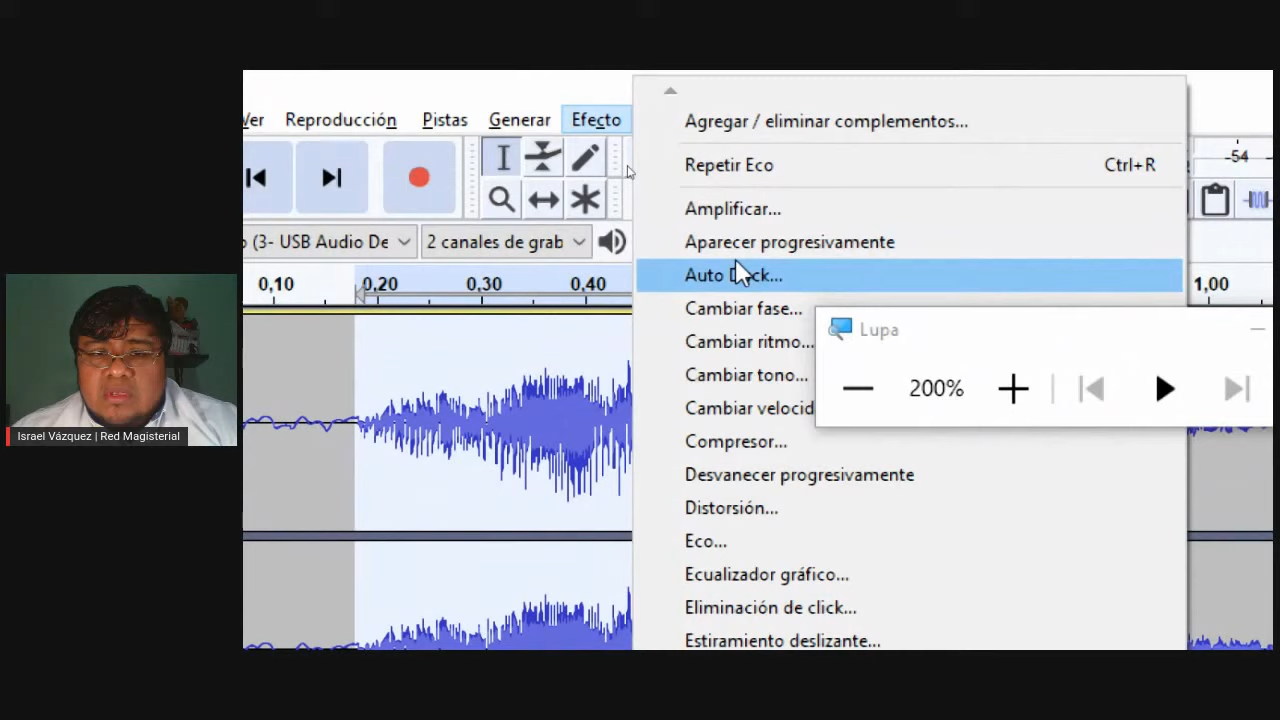 Ver Reproducción Pistas Generar Efecto
Agregar / eliminar complementos...
Repetir Eco Ctrl+R
-54
Amplificar...
(3- USB Audio De 2 canales de grab
Aparecer progresivamente
0,10 0,20 0,30 0,40
Auto Duck...
1,00
Cambiar fase...
Lupa
Cambiar ritmo...
Cambiar tono...
200%
Cambiar velocid
Compresor...
Israel Vázquez | Red Magisterial
Desvanecer progresivamente
Distorsión...
Eco...
Ecualizador gráfico...
Eliminación de click...
Estiramiento deslizante...